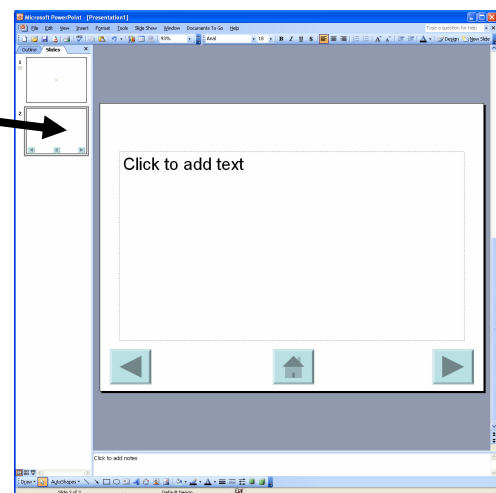 Microsoft PowerPoint - [Presentation1]
File Edit View Insert Format Tools Slide Show Window Documents To Go Help
Type a question for help
93% Arial 18 B I U S Design New Slide
Outline Slides x
1
2
Click to add text
Click to add notes
Draw AutoShapes
Slide 2 of 2 Default Design